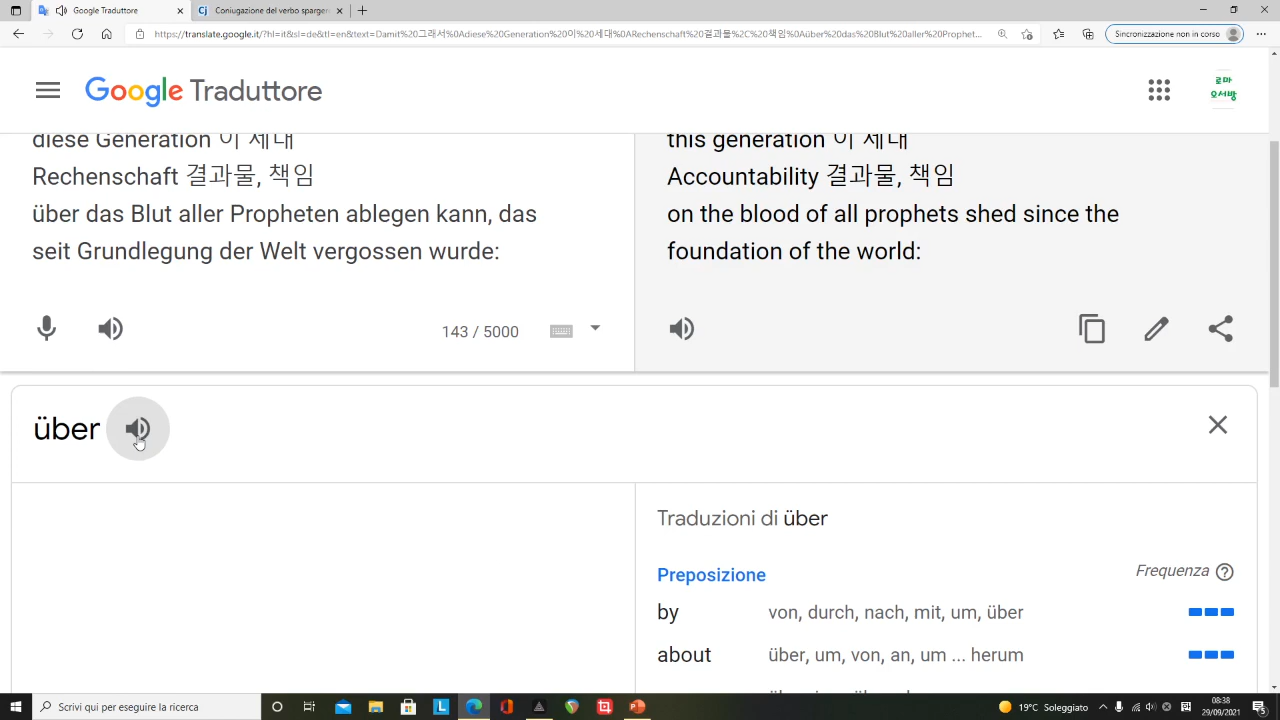 Google Traduttore
Coniugazione del verbo sparger
https://translate.google.it/?hl=it&sl=de&tl=en&text=Damit%20그래서%0Adiese%20Generation%20이%20세대%0ARechenschaft%20결과물%2C%20책임%0Aüber%20das%20Blut%20aller%20Prophet...
Sincronizzazione non in corso
Google Traduttore
로마
오서방
diese Generation 이 세대
this generation 이 세대
Rechenschaft 결과물, 책임
Accountability 결과물, 책임
über das Blut aller Propheten ablegen kann, das
on the blood of all prophets shed since the
seit Grundlegung der Welt vergossen wurde:
foundation of the world:
143 / 5000
über
Traduzioni di über
Preposizione
Frequenza
by
von, durch, nach, mit, um, über
about
über, um, von, an, um ... herum
Scrivi qui per eseguire la ricerca
19°C Soleggiato
08:38
29/09/2021